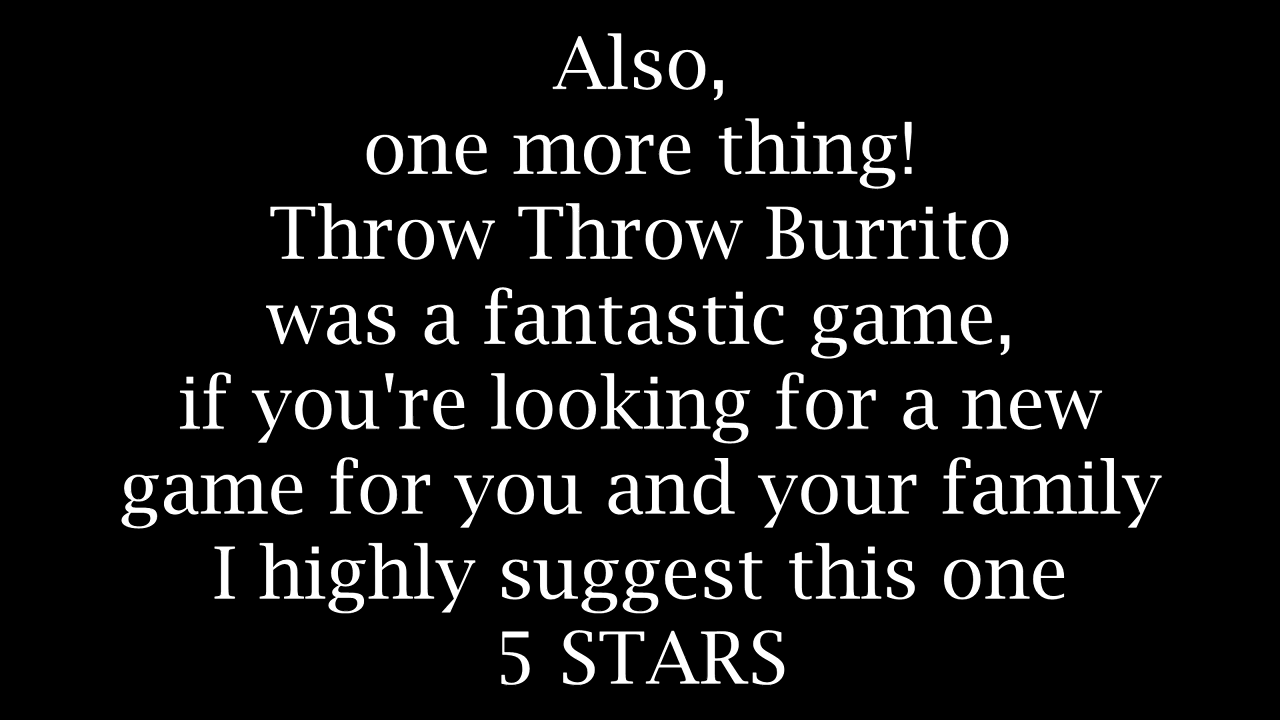 Also,
one more thing!
Throw Throw Burrito
was a fantastic game,
if you're looking for a new
game for you and your family
I highly suggest this one
5 STARS